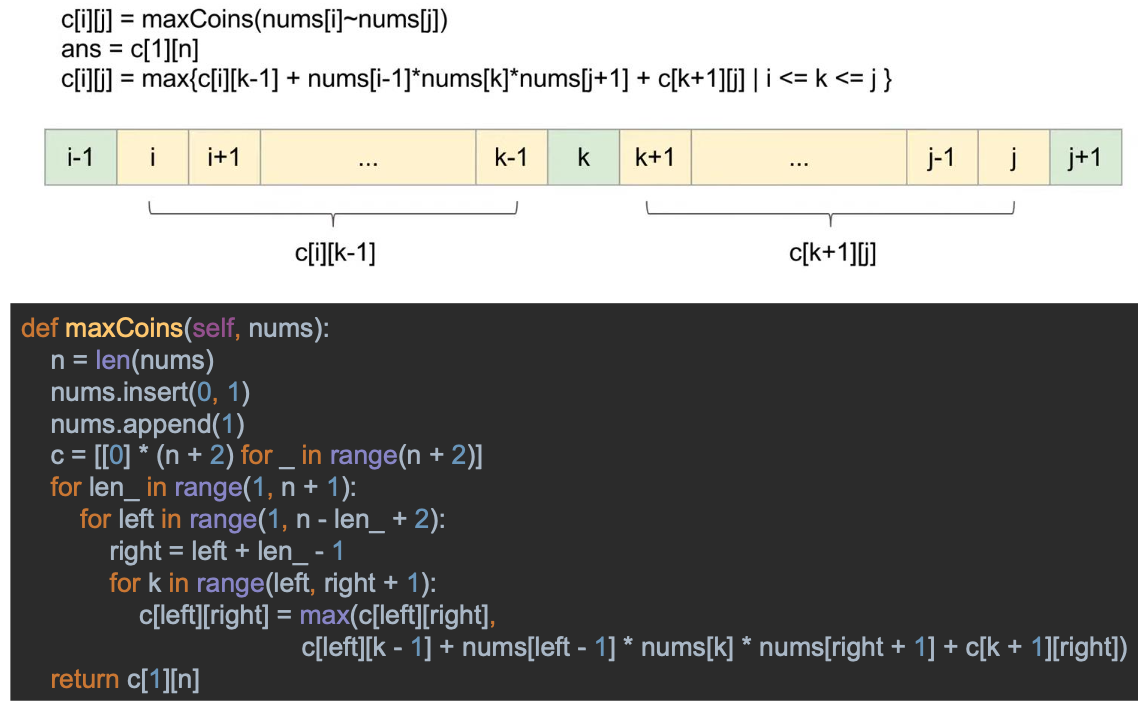 c[i][j] = maxCoins(nums[i]~nums[j])
ans = c[1][n]
c[i][j] = max{c[i][k-1] + nums[i-1]*nums[k]*nums[j+1] + c[k+1][j] | i <= k <= j }
i-1 i i+1 ... k-1 k k+1 ... j-1 j j+1
c[i][k-1] c[k+1][j]
def maxCoins(self, nums):
    n = len(nums)
    nums.insert(0, 1)
    nums.append(1)
    c = [[0] * (n + 2) for _ in range(n + 2)]
    for len_ in range(1, n + 1):
        for left in range(1, n - len_ + 2):
            right = left + len_ - 1
            for k in range(left, right + 1):
                c[left][right] = max(c[left][right],
                                     c[left][k - 1] + nums[left - 1] * nums[k] * nums[right + 1] + c[k + 1][right])
    return c[1][n]